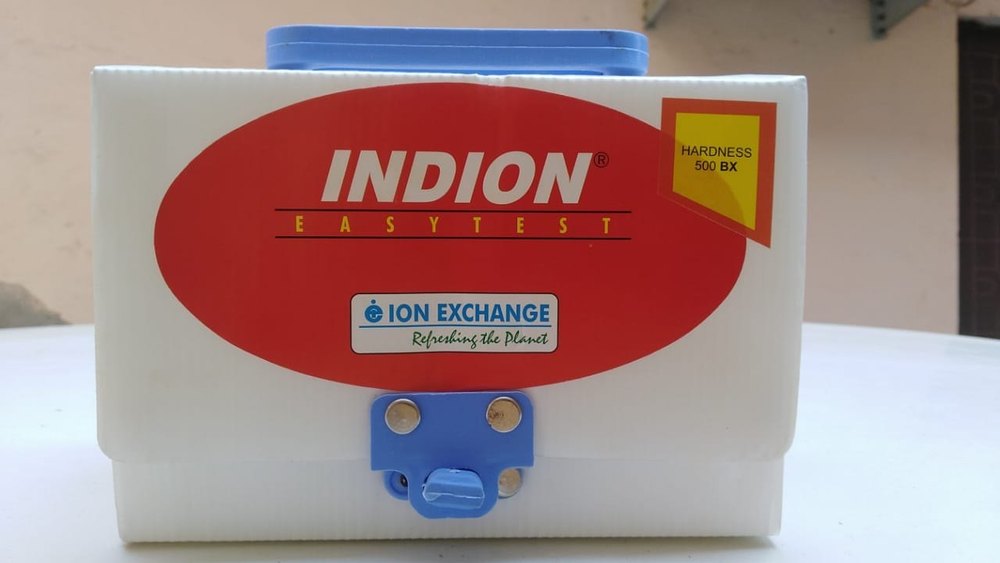 INDION®
EASYTEST
HARDNESS
500 BX
ION EXCHANGE
Refreshing the Planet